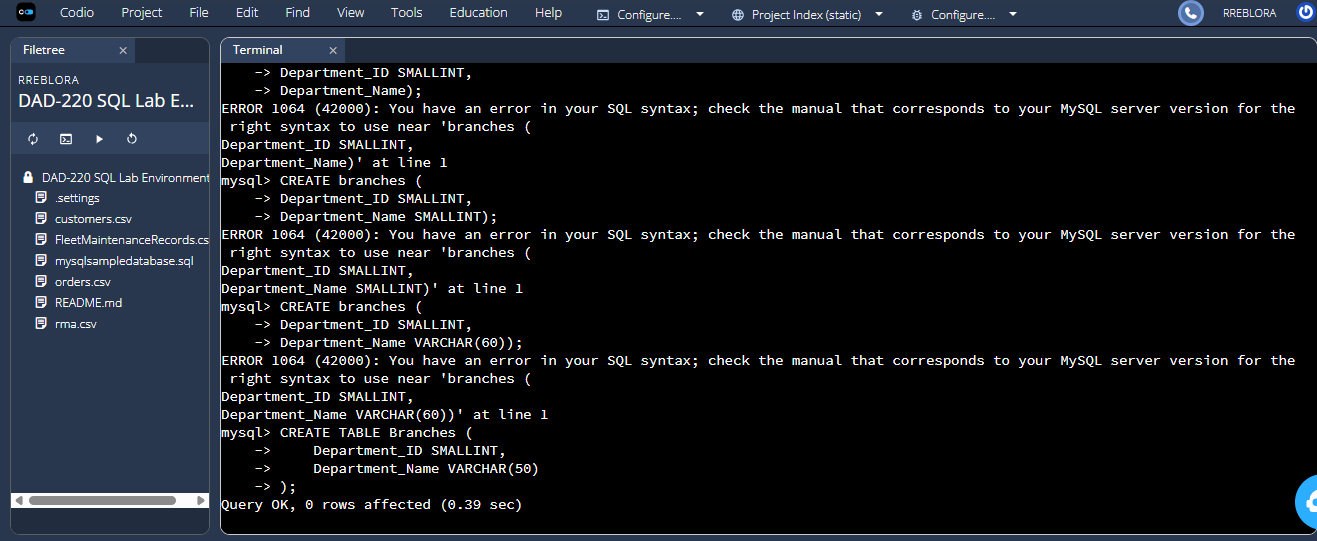 Codio Project File Edit Find View Tools Education Help Configure.... Project Index (static) Configure.... RREBLORA
Filetree ×
RREBLORA
DAD-220 SQL Lab E...
DAD-220 SQL Lab Environment
.settings
customers.csv
FleetMaintenanceRecords.cs
mysqlsampledatabase.sql
orders.csv
README.md
rma.csv
Terminal ×
    -> Department_ID SMALLINT,
    -> Department_Name);
ERROR 1064 (42000): You have an error in your SQL syntax; check the manual that corresponds to your MySQL server version for the
 right syntax to use near 'branches (
Department_ID SMALLINT,
Department_Name)' at line 1
mysql> CREATE branches (
    -> Department_ID SMALLINT,
    -> Department_Name SMALLINT);
ERROR 1064 (42000): You have an error in your SQL syntax; check the manual that corresponds to your MySQL server version for the
 right syntax to use near 'branches (
Department_ID SMALLINT,
Department_Name SMALLINT)' at line 1
mysql> CREATE branches (
    -> Department_ID SMALLINT,
    -> Department_Name VARCHAR(60));
ERROR 1064 (42000): You have an error in your SQL syntax; check the manual that corresponds to your MySQL server version for the
 right syntax to use near 'branches (
Department_ID SMALLINT,
Department_Name VARCHAR(60))' at line 1
mysql> CREATE TABLE Branches (
    ->     Department_ID SMALLINT,
    ->     Department_Name VARCHAR(50)
    -> );
Query OK, 0 rows affected (0.39 sec)